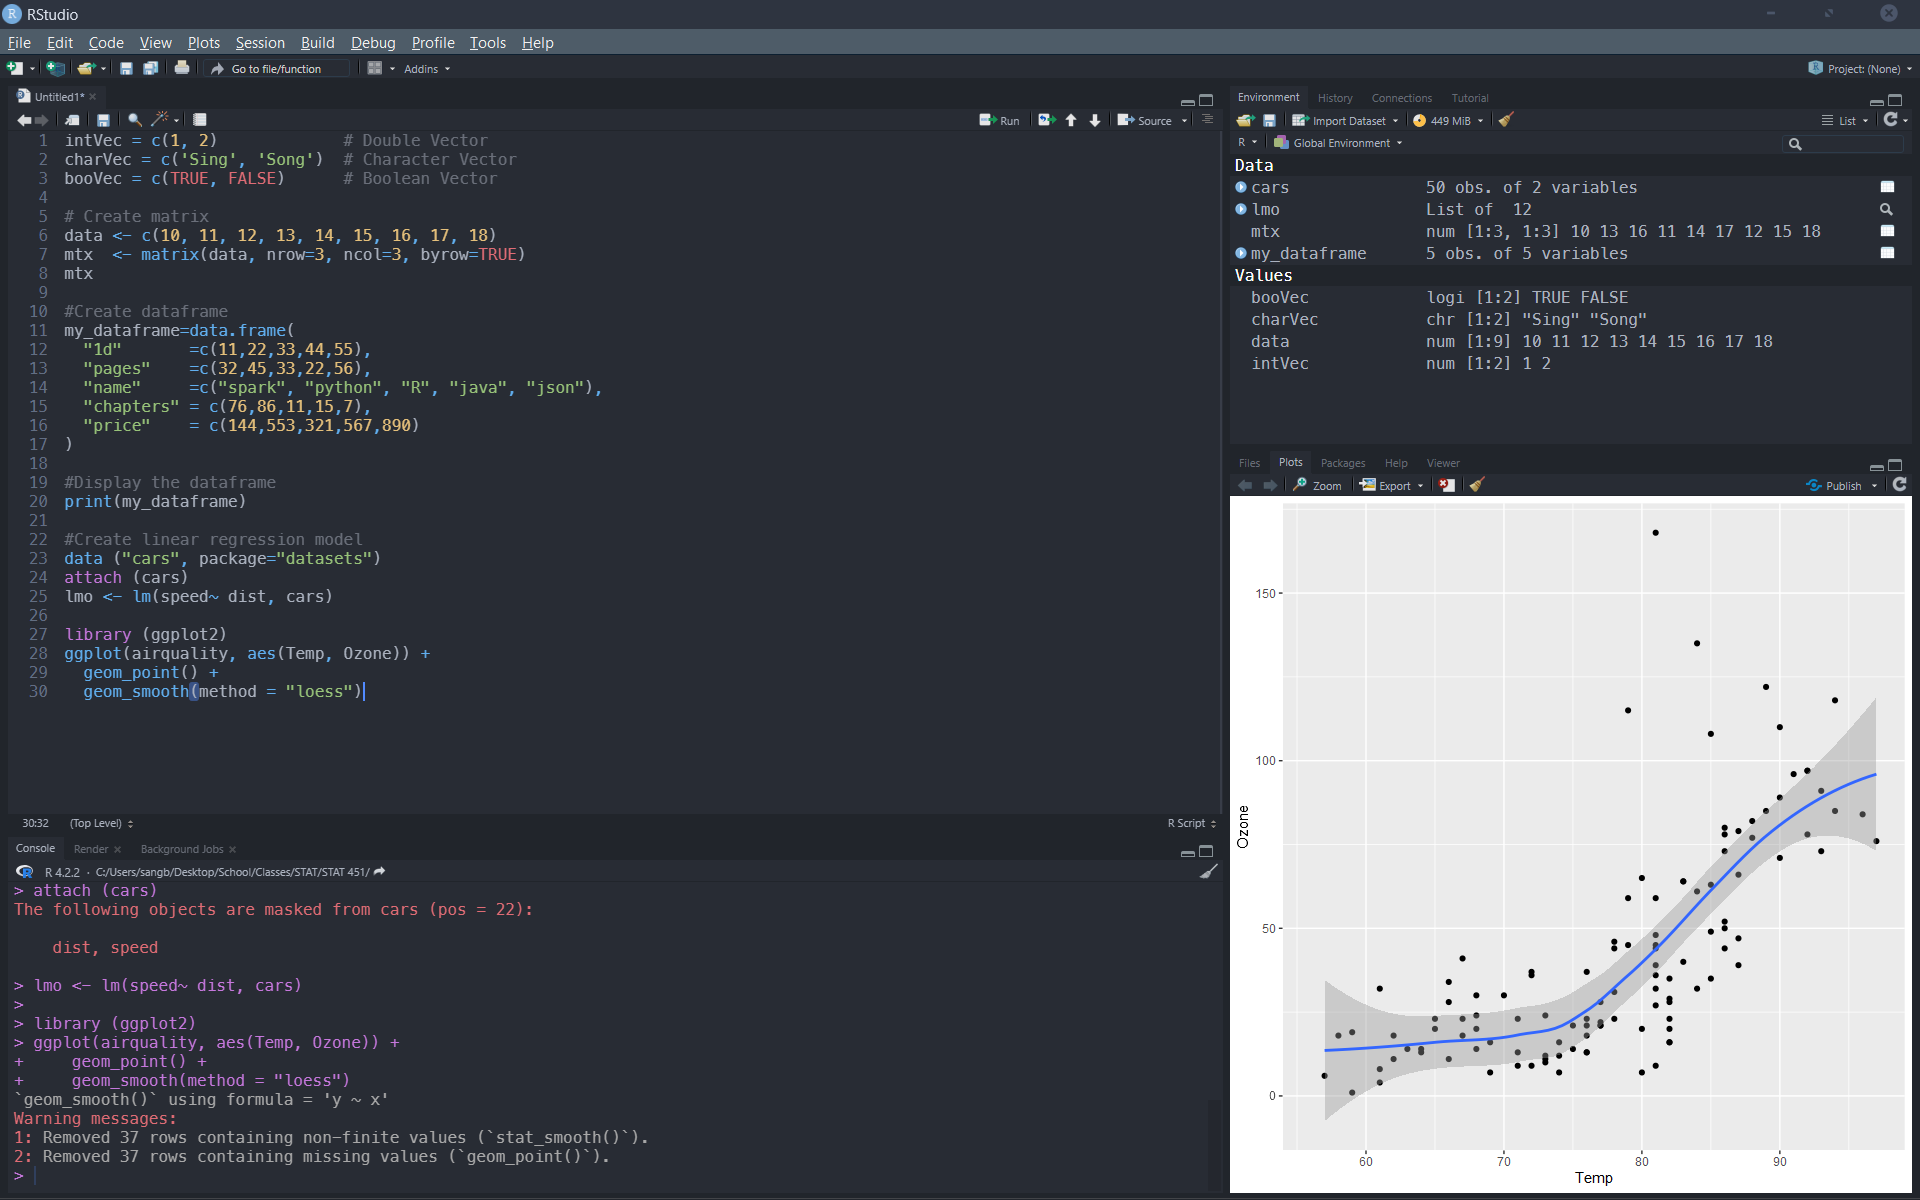 RStudio
File Edit Code View Plots Session Build Debug Profile Tools Help
Go to file/function Addins Project: (None)
Untitled1*
Run Source
1 intVec = c(1, 2) # Double Vector
2 charVec = c('Sing', 'Song') # Character Vector
3 booVec = c(TRUE, FALSE) # Boolean Vector
4
5 # Create matrix
6 data <- c(10, 11, 12, 13, 14, 15, 16, 17, 18)
7 mtx <- matrix(data, nrow=3, ncol=3, byrow=TRUE)
8 mtx
9
10 #Create dataframe
11 my_dataframe=data.frame(
12 "1d" =c(11,22,33,44,55),
13 "pages" =c(32,45,33,22,56),
14 "name" =c("spark", "python", "R", "java", "json"),
15 "chapters" = c(76,86,11,15,7),
16 "price" = c(144,553,321,567,890)
17 )
18
19 #Display the dataframe
20 print(my_dataframe)
21
22 #Create linear regression model
23 data ("cars", package="datasets")
24 attach (cars)
25 lmo <- lm(speed~ dist, cars)
26
27 library (ggplot2)
28 ggplot(airquality, aes(Temp, Ozone)) +
29 geom_point() +
30 geom_smooth(method = "loess")
30:32 (Top Level) R Script
Console Render Background Jobs
R 4.2.2 · C:/Users/sangb/Desktop/School/Classes/STAT/STAT 451/
> attach (cars)
The following objects are masked from cars (pos = 22):
dist, speed
> lmo <- lm(speed~ dist, cars)
>
> library (ggplot2)
> ggplot(airquality, aes(Temp, Ozone)) +
+ geom_point() +
+ geom_smooth(method = "loess")
`geom_smooth()` using formula = 'y ~ x'
Warning messages:
1: Removed 37 rows containing non-finite values (`stat_smooth()`).
2: Removed 37 rows containing missing values (`geom_point()`).
>
Environment History Connections Tutorial
Import Dataset 449 MiB List
R Global Environment
Data
cars 50 obs. of 2 variables
lmo List of 12
mtx num [1:3, 1:3] 10 13 16 11 14 17 12 15 18
my_dataframe 5 obs. of 5 variables
Values
booVec logi [1:2] TRUE FALSE
charVec chr [1:2] "Sing" "Song"
data num [1:9] 10 11 12 13 14 15 16 17 18
intVec num [1:2] 1 2
Files Plots Packages Help Viewer
Zoom Export Publish
150
100
50
0
Ozone
60 70 80 90
Temp